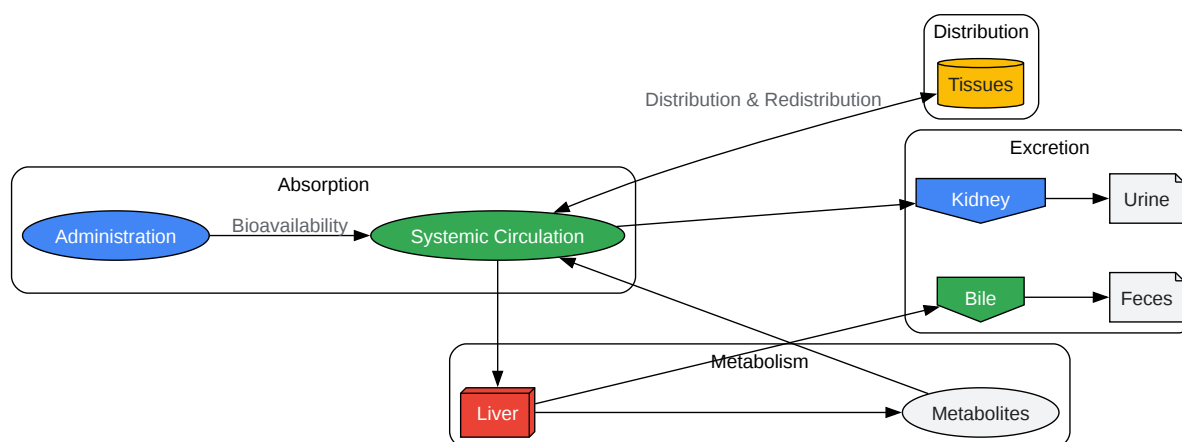 Distribution
Tissues
Distribution & Redistribution
Excretion
Absorption
Kidney
Urine
Administration
Bioavailability
Systemic Circulation
Bile
Feces
Metabolism
Liver
Metabolites